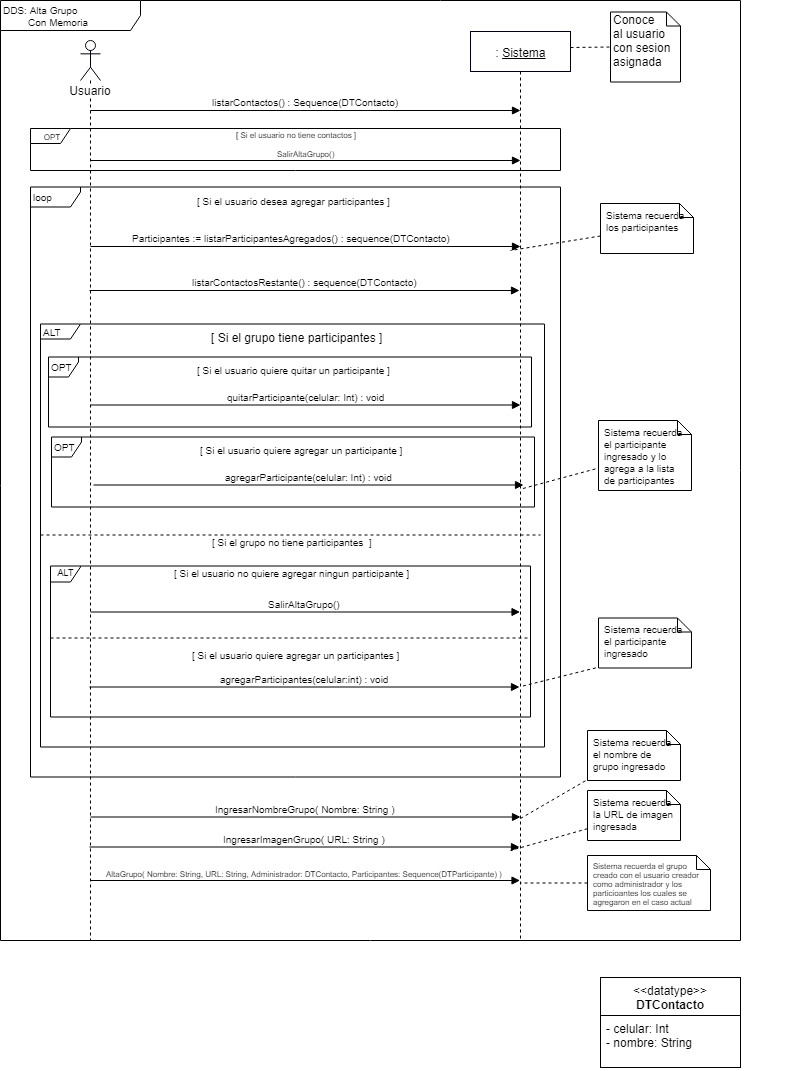 DDS: Alta Grupo
Con Memoria
Usuario
: Sistema
Conoce
al usuario
con sesion
asignada
listarContactos() : Sequence(DTContacto)
OPT
[ Si el usuario no tiene contactos ]
SalirAltaGrupo()
loop
[ Si el usuario desea agregar participantes ]
Participantes := listarParticipantesAgregados() : sequence(DTContacto)
Sistema recuerda
los participantes
listarContactosRestante() : sequence(DTContacto)
ALT
[ Si el grupo tiene participantes ]
OPT
[ Si el usuario quiere quitar un participante ]
quitarParticipante(celular: Int) : void
OPT
[ Si el usuario quiere agregar un participante ]
agregarParticipante(celular: Int) : void
Sistema recuerda
el participante
ingresado y lo
agrega a la lista
de participantes
[ Si el grupo no tiene participantes ]
ALT
[ Si el usuario no quiere agregar ningun participante ]
SalirAltaGrupo()
[ Si el usuario quiere agregar un participantes ]
agregarParticipantes(celular:int) : void
Sistema recuerda
el participante
ingresado
Sistema recuerda
el nombre de
grupo ingresado
IngresarNombreGrupo( Nombre: String )
Sistema recuerda
la URL de imagen
ingresada
IngresarImagenGrupo( URL: String )
AltaGrupo( Nombre: String, URL: String, Administrador: DTContacto, Participantes: Sequence(DTParticipante) )
Sistema recuerda el grupo
creado con el usuario creador
como administrador y los
particioantes los cuales se
agregaron en el caso actual
<<datatype>>
DTContacto
- celular: Int
- nombre: String